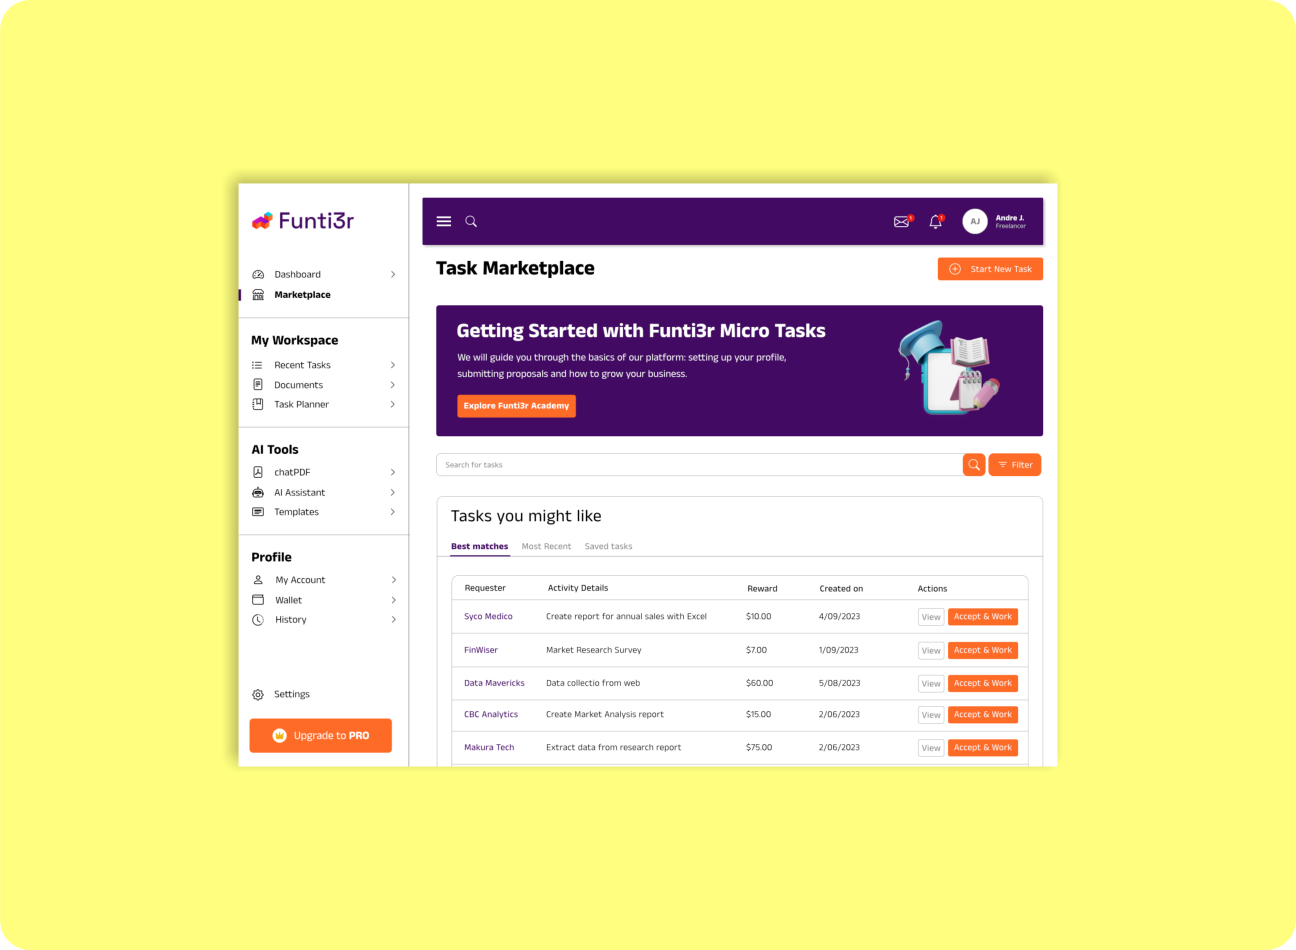 Funti3r
Dashboard
Marketplace
My Workspace
Recent Tasks
Documents
Task Planner
AI Tools
chatPDF
AI Assistant
Templates
Profile
My Account
Wallet
History
Settings
Upgrade to PRO
1
1
AJ
Andre J.
Freelancer
Task Marketplace
Start New Task
Getting Started with Funti3r Micro Tasks
We will guide you through the basics of our platform: setting up your profile,
submitting proposals and how to grow your business.
Explore Funti3r Academy
Search for tasks
Filter
Tasks you might like
Best matches Most Recent Saved tasks
Requester Activity Details Reward Created on Actions
Syco Medico Create report for annual sales with Excel $10.00 4/09/2023 View Accept & Work
FinWiser Market Research Survey $7.00 1/09/2023 View Accept & Work
Data Mavericks Data collectio from web $60.00 5/08/2023 View Accept & Work
CBC Analytics Create Market Analysis report $15.00 2/06/2023 View Accept & Work
Makura Tech Extract data from research report $75.00 2/06/2023 View Accept & Work